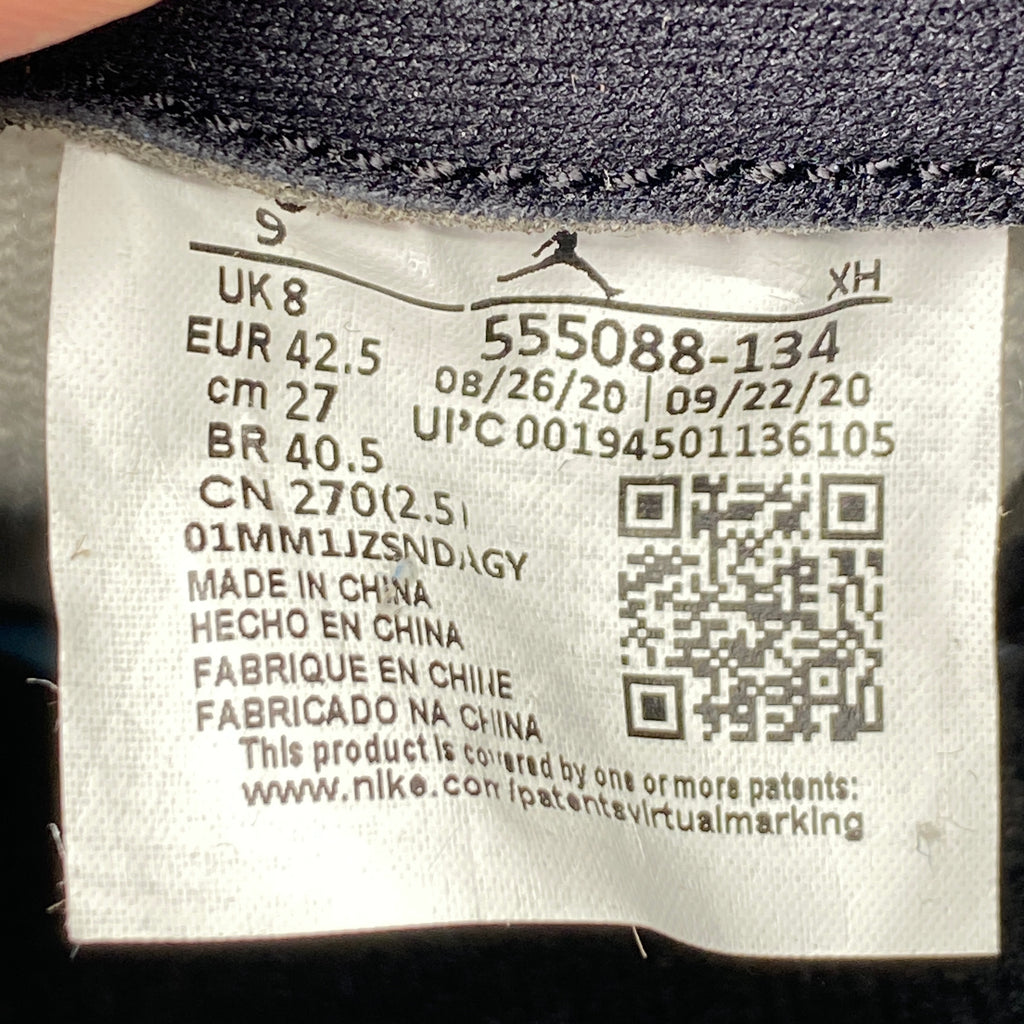 9
XH
UK 8
EUR 42.5
cm 27
BR 40.5
CN 270(2.5)
01MM1JZSNDAGY
MADE IN CHINA
HECHO EN CHINA
FABRIQUE EN CHINE
FABRICADO NA CHINA
555088-134
08/26/20 | 09/22/20
UPC 00194501136105
This product is covered by one or more patents:
www.nike.com/patentsvirtualmarking